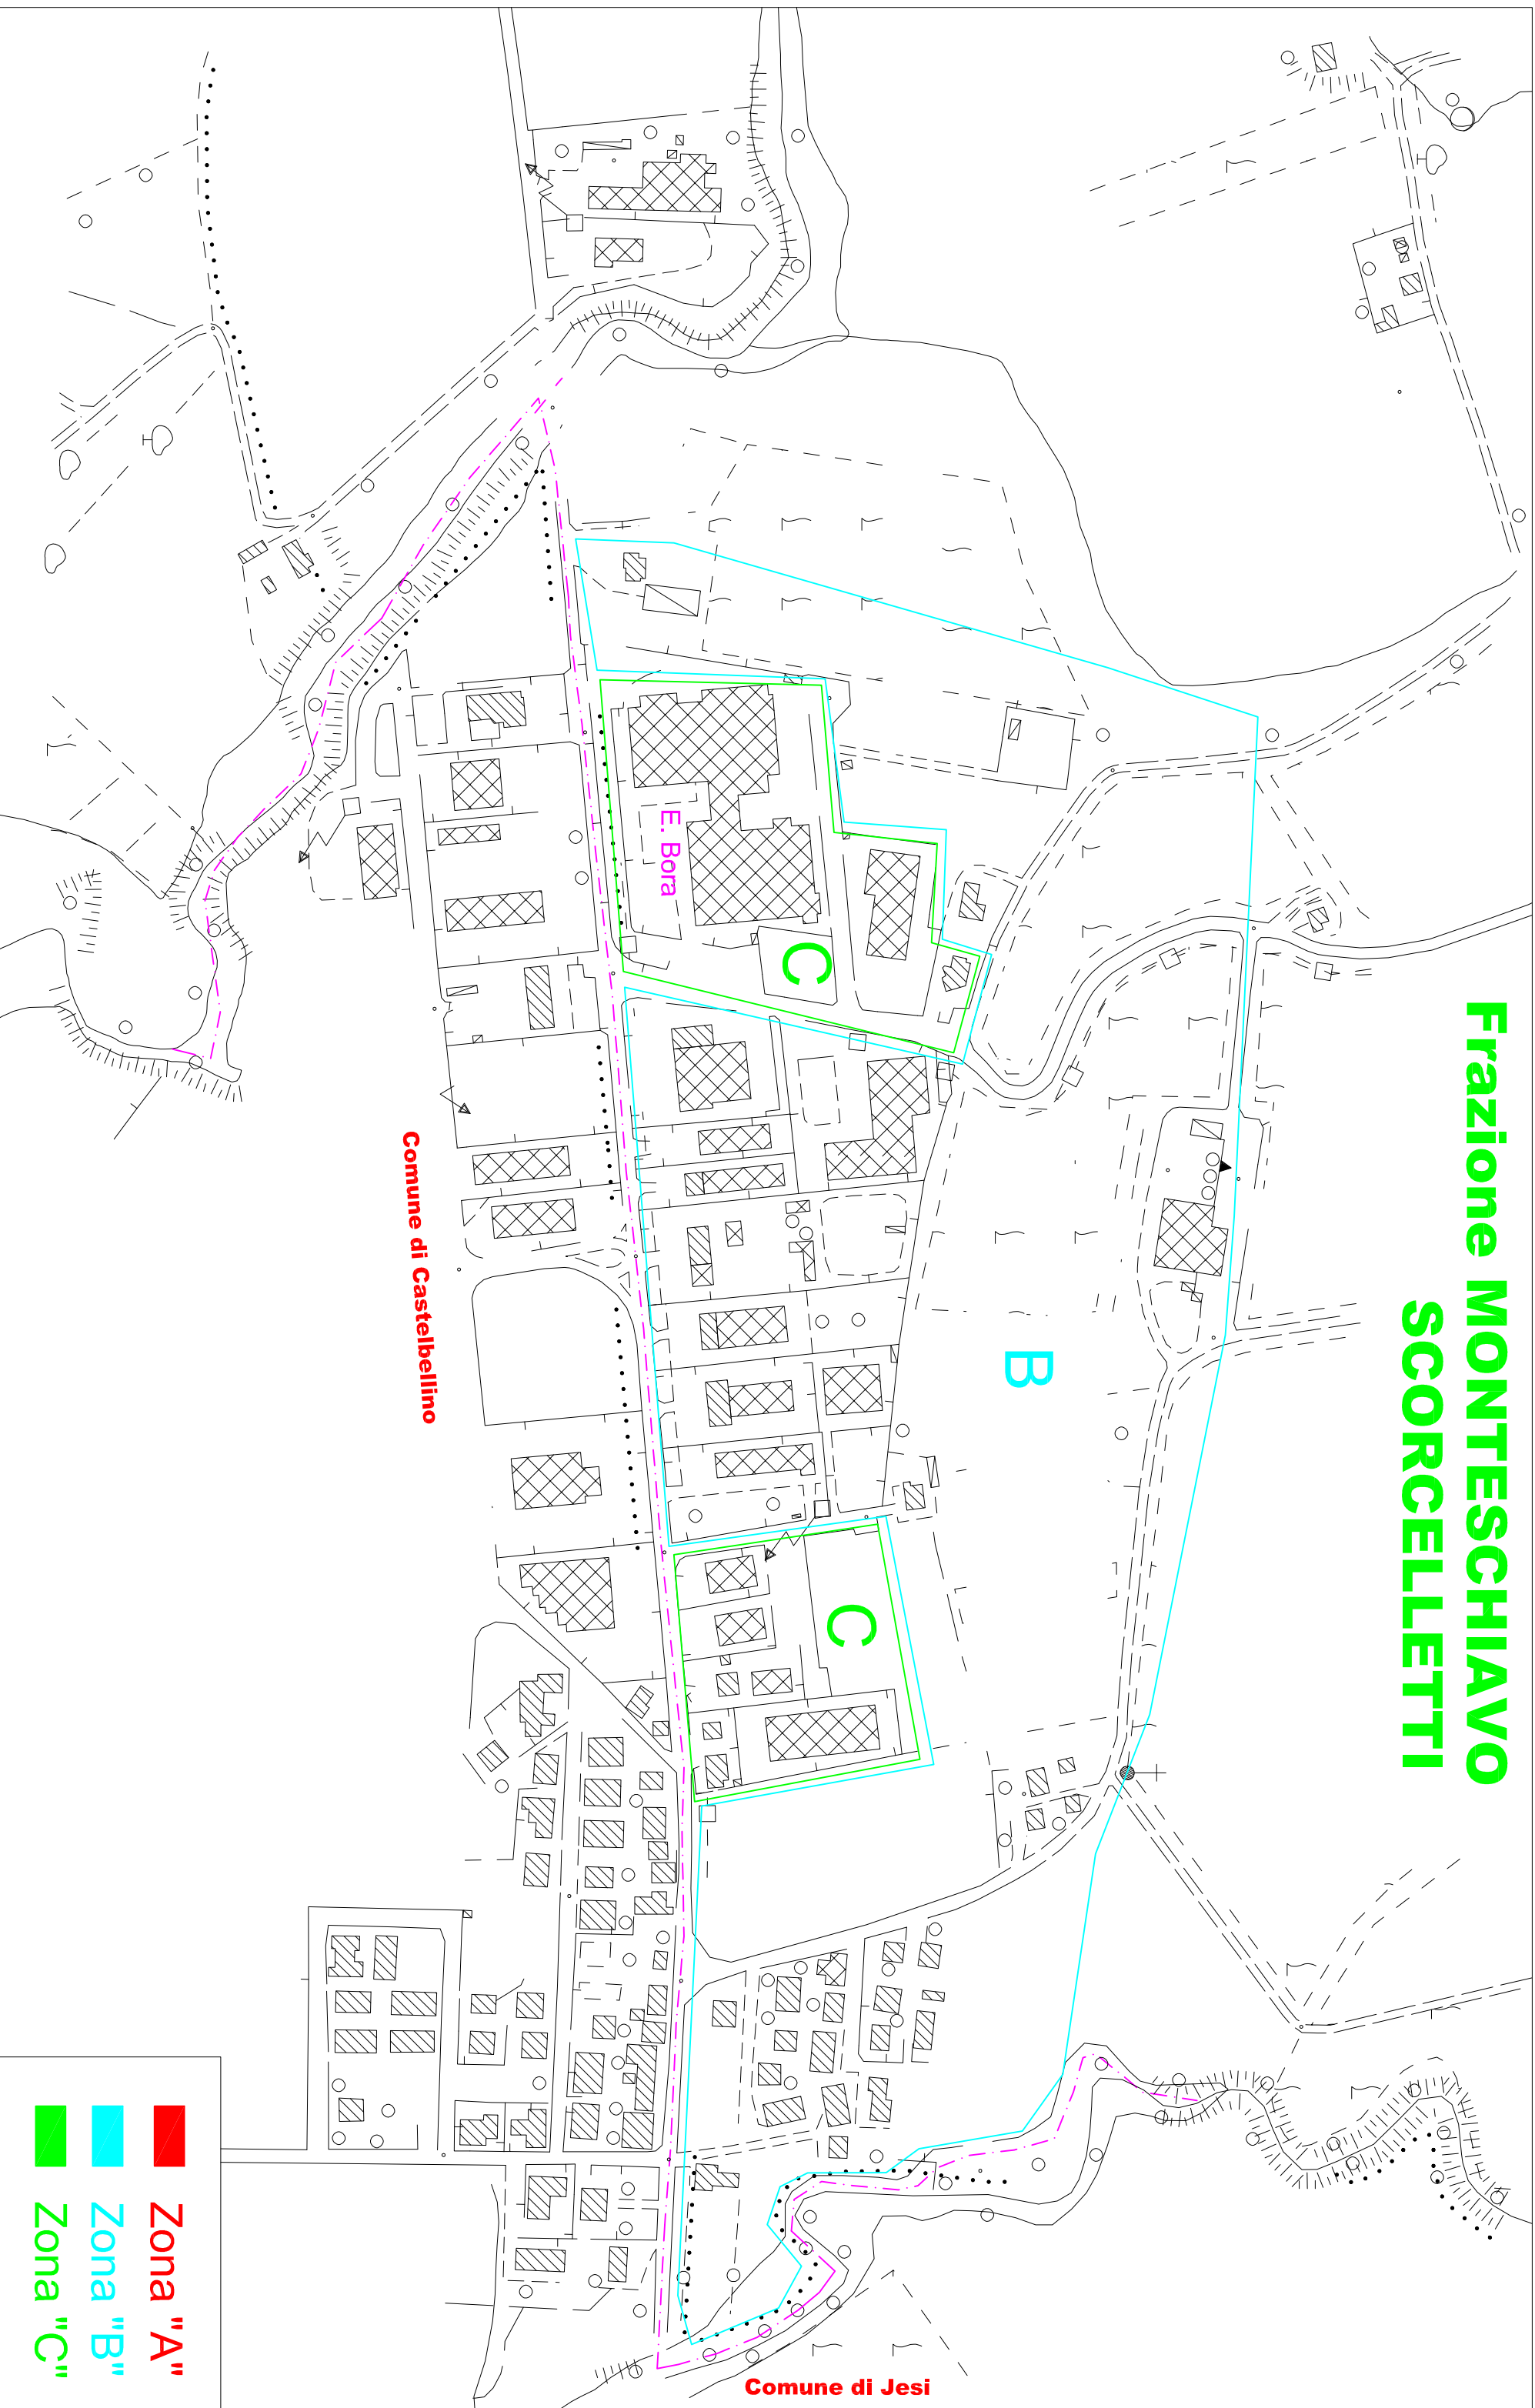 Frazione MONTESCHIAVO
SCORCELLETTI
B
C
E. Bora
C
Comune di Castelbellino
Comune di Jesi
Zona "A"
Zona "B"
Zona "C"